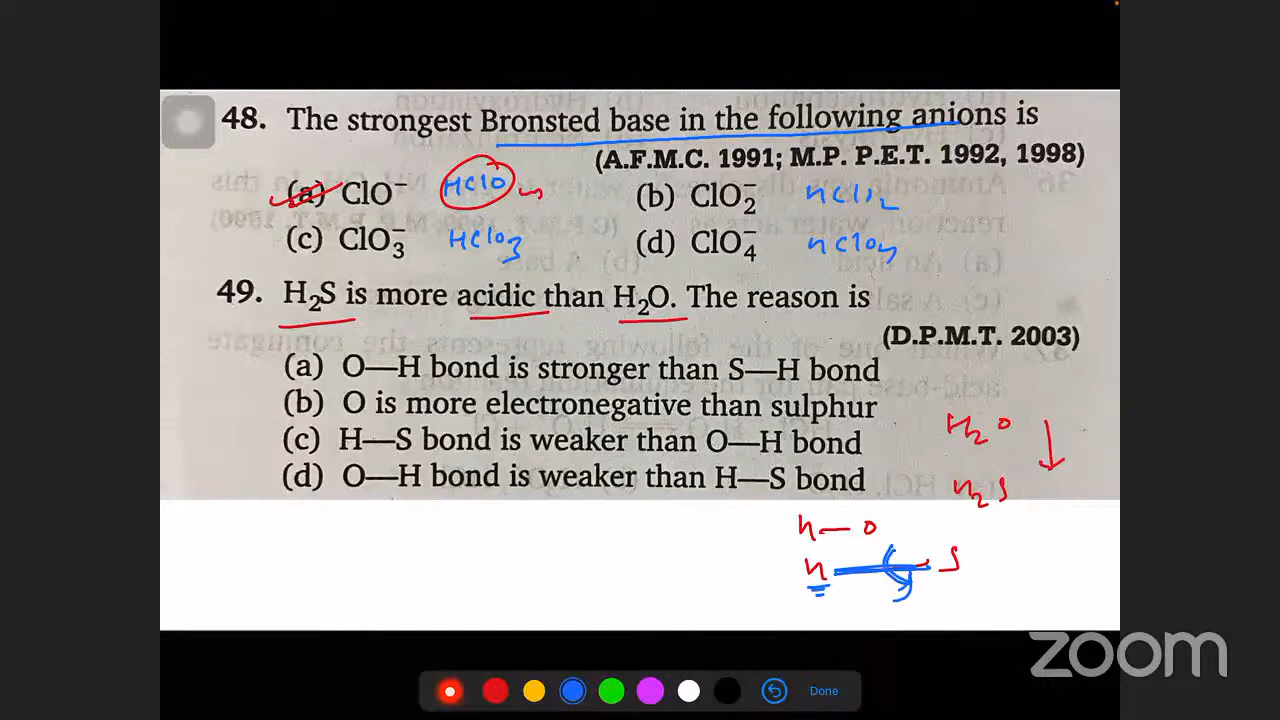 48. The strongest Bronsted base in the following anions is
(A.F.M.C. 1991; M.P. P.E.T. 1992, 1998)
(a) ClO⁻ HClO (b) ClO₂⁻ HClO₂
(c) ClO₃⁻ HClO₃ (d) ClO₄⁻ HClO₄
49. H₂S is more acidic than H₂O. The reason is
(D.P.M.T. 2003)
(a) O—H bond is stronger than S—H bond
(b) O is more electronegative than sulphur
(c) H—S bond is weaker than O—H bond
(d) O—H bond is weaker than H—S bond
H₂O
H₂S
H—O
H—S
zoom
Done